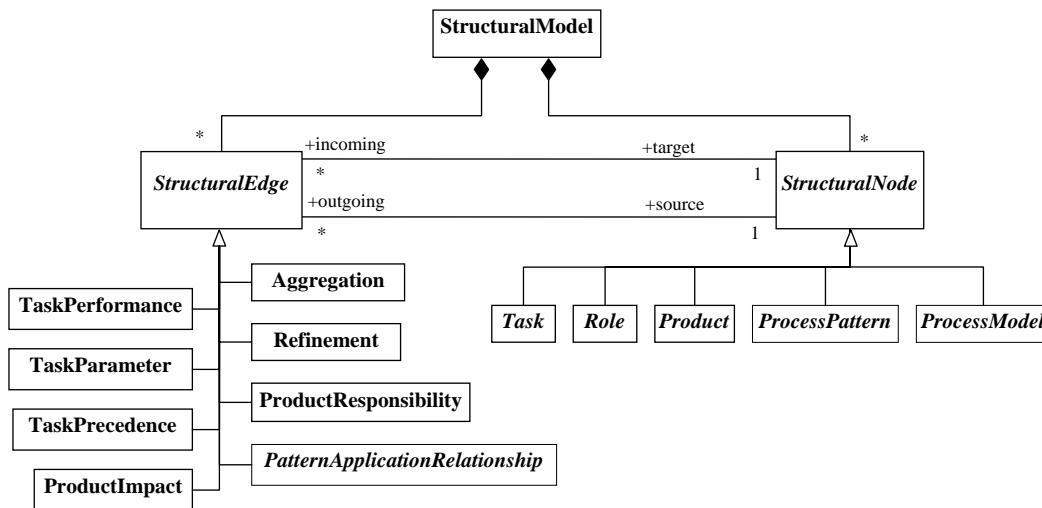 StructuralModel
*
*
+incoming
+target
*
1
StructuralEdge
StructuralNode
+outgoing
+source
*
1
Aggregation
TaskPerformance
Task
Role
Product
ProcessPattern
ProcessModel
Refinement
TaskParameter
ProductResponsibility
TaskPrecedence
PatternApplicationRelationship
ProductImpact